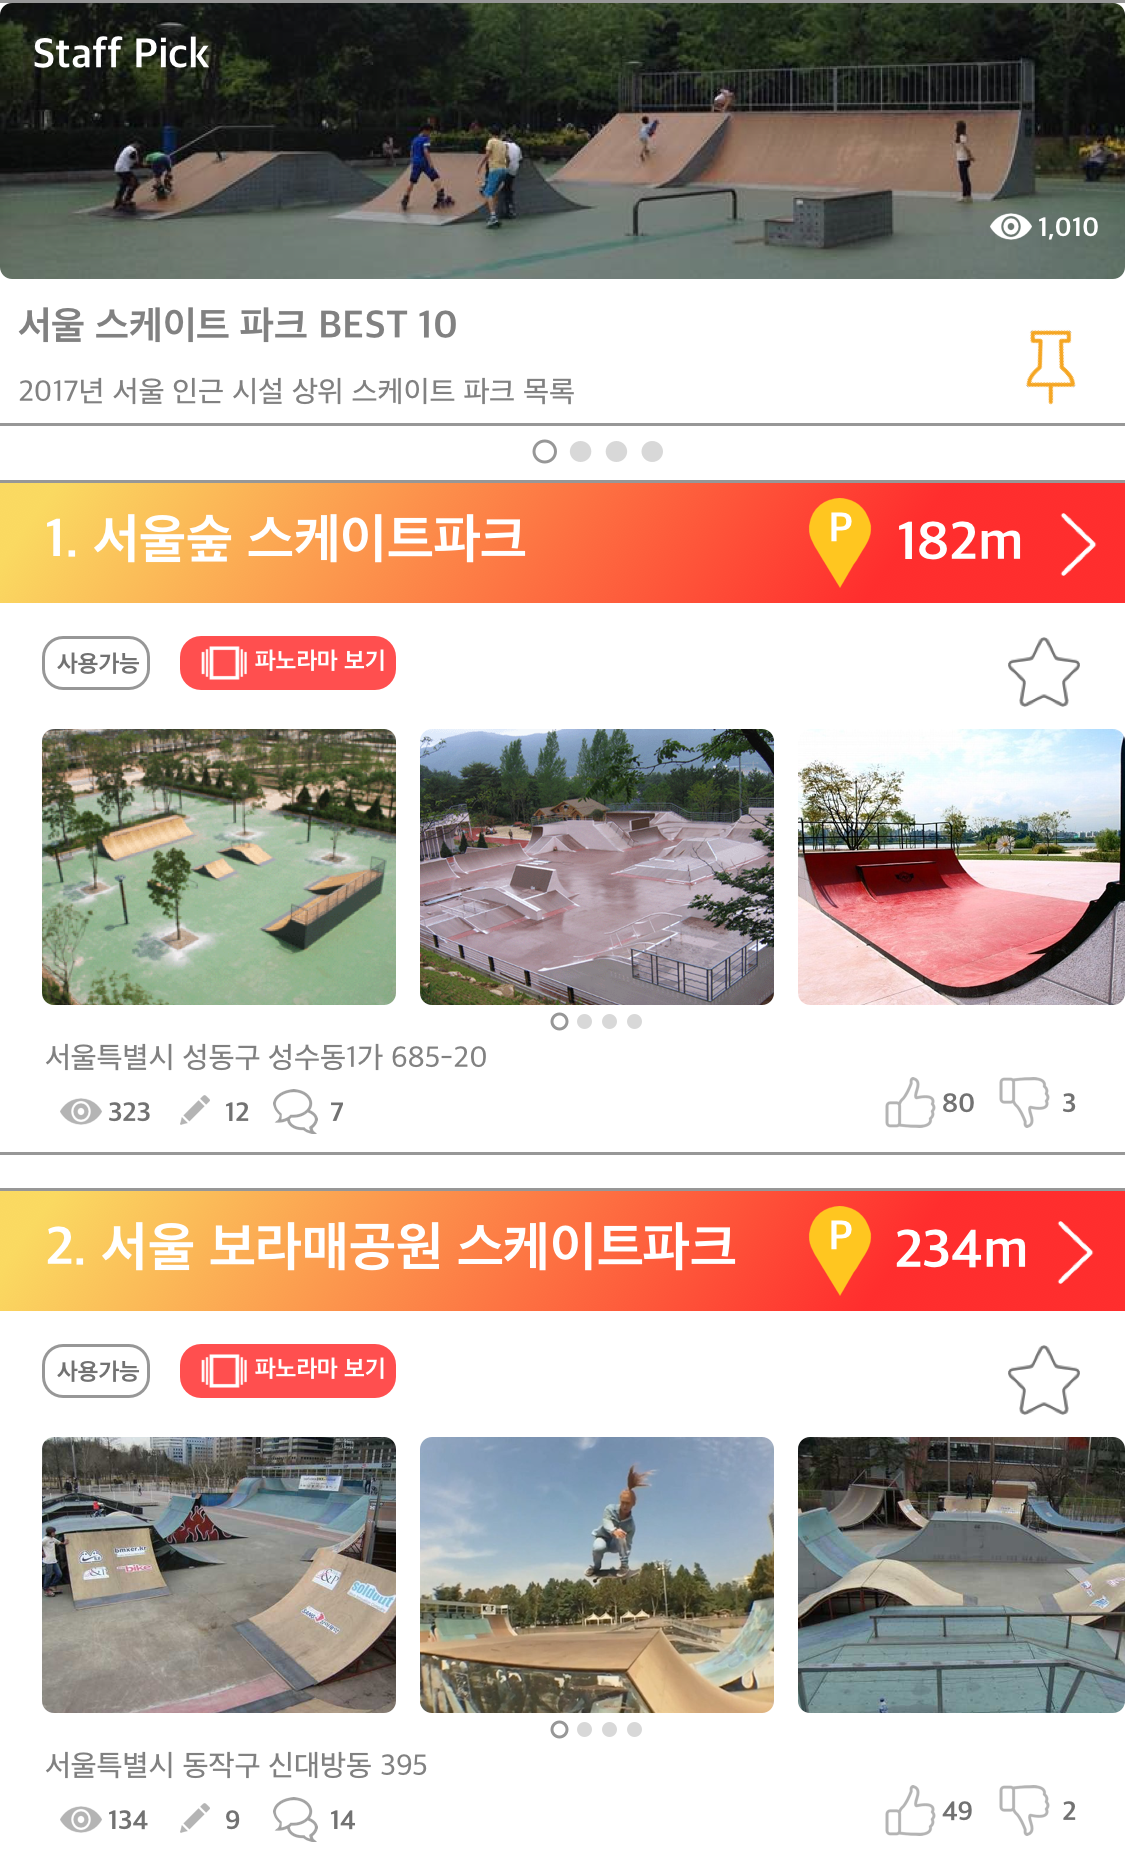 Staff Pick
1,010
서울 스케이트 파크 BEST 10
2017년 서울 인근 시설 상위 스케이트 파크 목록
1. 서울숲 스케이트파크
P
182m
사용가능
파노라마 보기
서울특별시 성동구 성수동1가 685-20
323
12
7
80
3
2. 서울 보라매공원 스케이트파크
P
234m
사용가능
파노라마 보기
bmxer.kr
soldout
서울특별시 동작구 신대방동 395
134
9
14
49
2